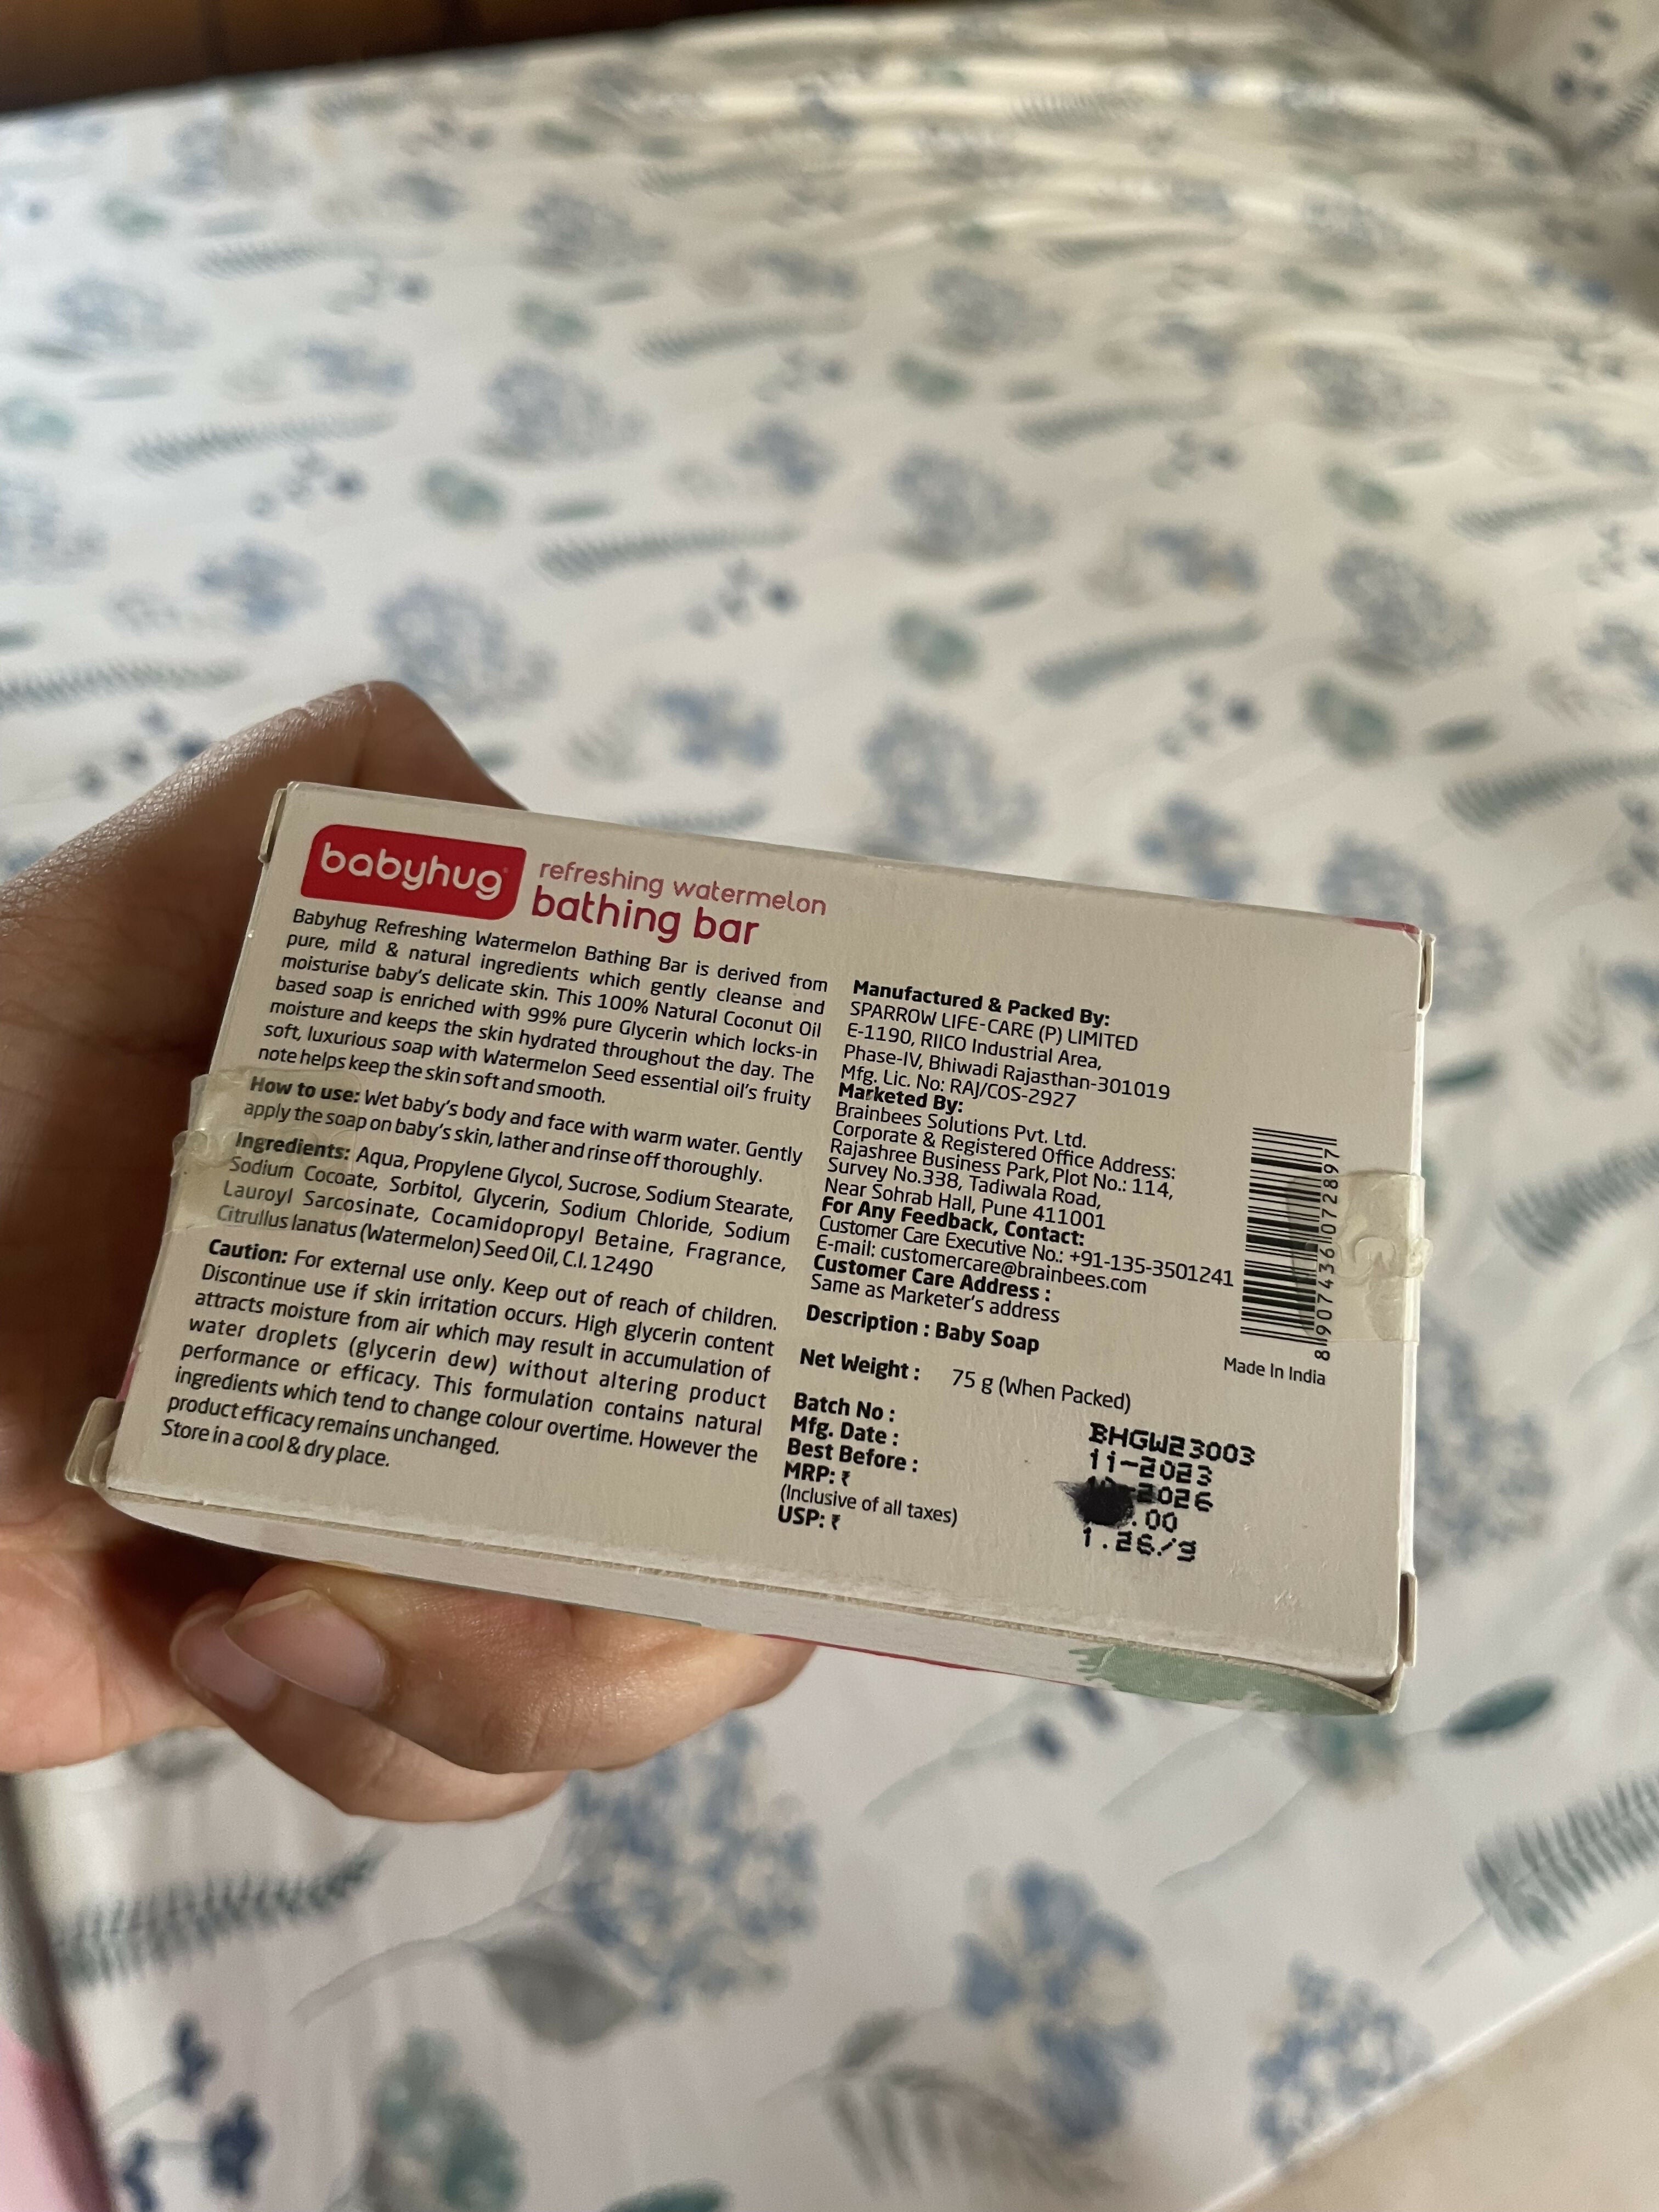 babyhug
refreshing watermelon
bathing bar
Babyhug Refreshing Watermelon Bathing Bar is derived from
pure, mild & natural ingredients which gently cleanse and
moisturise baby's delicate skin. This 100% Natural Coconut Oil
based soap is enriched with 99% pure Glycerin which locks-in
moisture and keeps the skin hydrated throughout the day. The
soft, luxurious soap with Watermelon Seed essential oil's fruity
note helps keep the skin soft and smooth.
How to use: Wet baby's body and face with warm water. Gently
apply the soap on baby's skin, lather and rinse off thoroughly.
Ingredients: Aqua, Propylene Glycol, Sucrose, Sodium Stearate,
Sodium Cocoate, Sorbitol, Glycerin, Sodium Chloride, Sodium
Lauroyl Sarcosinate, Cocamidopropyl Betaine, Fragrance,
Citrullus lanatus (Watermelon) Seed Oil, C.I. 12490
Caution: For external use only. Keep out of reach of children.
Discontinue use if skin irritation occurs. High glycerin content
attracts moisture from air which may result in accumulation of
water droplets (glycerin dew) without altering product
performance or efficacy. This formulation contains natural
ingredients which tend to change colour overtime. However the
product efficacy remains unchanged.
Store in a cool & dry place.
Manufactured & Packed By:
SPARROW LIFE-CARE (P) LIMITED
E-1190, RIICO Industrial Area,
Phase-IV, Bhiwadi Rajasthan-301019
Mfg. Lic. No: RAJ/COS-2927
Marketed By:
Brainbees Solutions Pvt. Ltd.
Corporate & Registered Office Address:
Rajashree Business Park, Plot No.: 114,
Survey No.338, Tadiwala Road,
Near Sohrab Hall, Pune 411001
For Any Feedback, Contact:
Customer Care Executive No.: +91-135-3501241
E-mail: customercare@brainbees.com
Customer Care Address :
Same as Marketer's address
Description : Baby Soap
Net Weight : 75 g (When Packed)
Batch No : BHGW23003
Mfg. Date : 11-2023
Best Before : -2026
MRP: ₹ .00
(Inclusive of all taxes)
USP: ₹ 1.26/g
8907436072897
Made In India